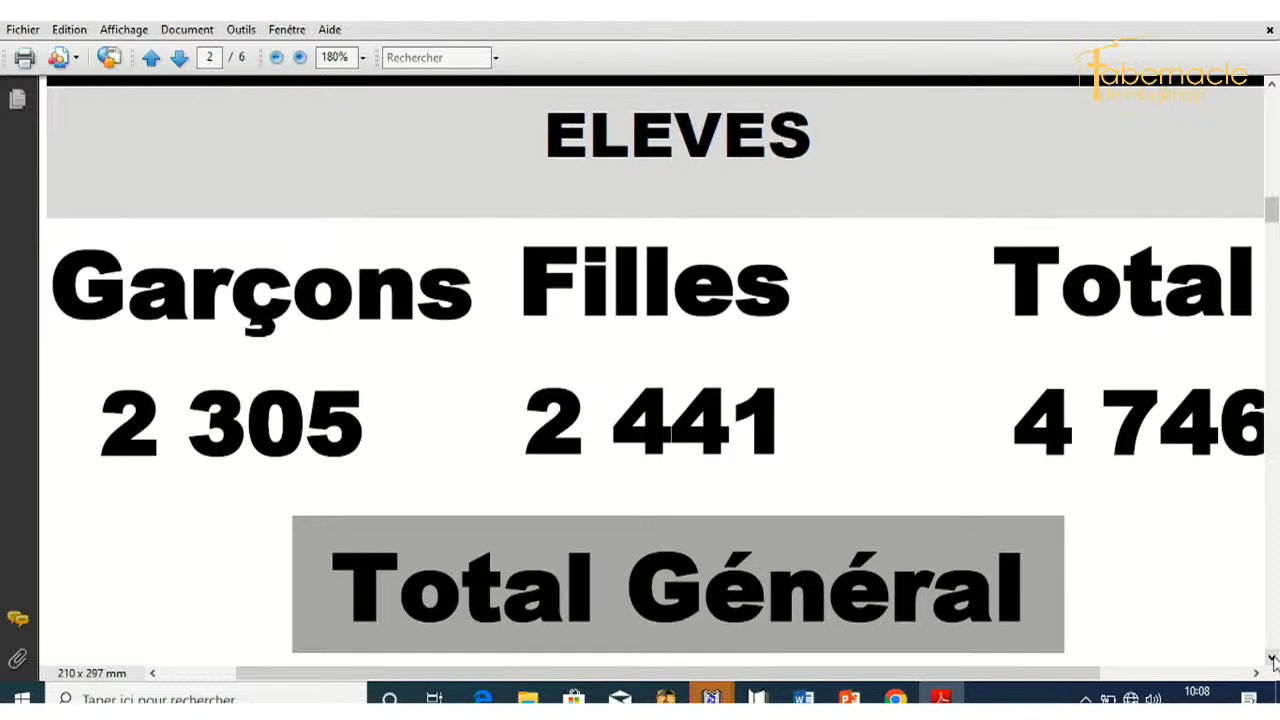 Fichier Edition Affichage Document Outils Fenêtre Aide
2 / 6 180% Rechercher
Tabernacle
ELEVES
Garçons Filles Total
2 305 2 441 4 746
Total Général
210 x 297 mm
Taper ici pour rechercher
10:08